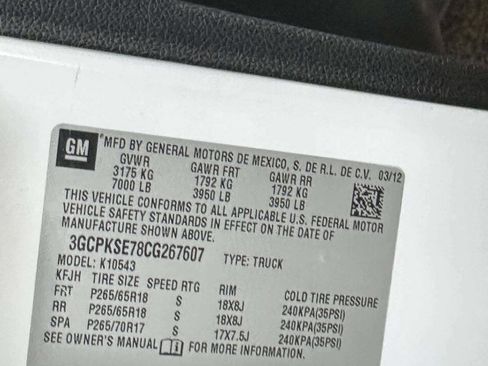 GM
MFD BY GENERAL MOTORS DE MEXICO, S. DE R.L. DE C.V. 03/12
GVWR GAWR FRT GAWR RR
3175 KG 1792 KG 1792 KG
7000 LB 3950 LB 3950 LB
THIS VEHICLE CONFORMS TO ALL APPLICABLE U.S. FEDERAL MOTOR
VEHICLE SAFETY STANDARDS IN EFFECT ON THE DATE OF
MANUFACTURE SHOWN ABOVE.
3GCPKSE78CG267607 TYPE: TRUCK
MODEL: K10543
KFJH TIRE SIZE SPEED RTG RIM COLD TIRE PRESSURE
FRT P265/65R18 S 18X8J 240KPA(35PSI)
RR P265/65R18 S 18X8J 240KPA(35PSI)
SPA P265/70R17 S 17X7.5J 240KPA(35PSI)
SEE OWNER'S MANUAL FOR MORE INFORMATION.